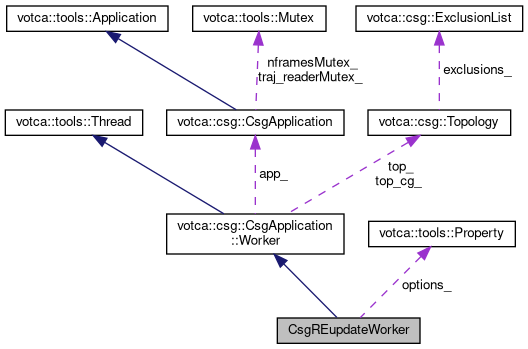 votca::tools::Application
votca::tools::Mutex
votca::csg::ExclusionList
nframesMutex_
traj_readerMutex_
exclusions_
votca::tools::Thread
votca::csg::CsgApplication
votca::csg::Topology
app_
top_
top_cg_
votca::csg::CsgApplication
::Worker
votca::tools::Property
options_
CsgREupdateWorker